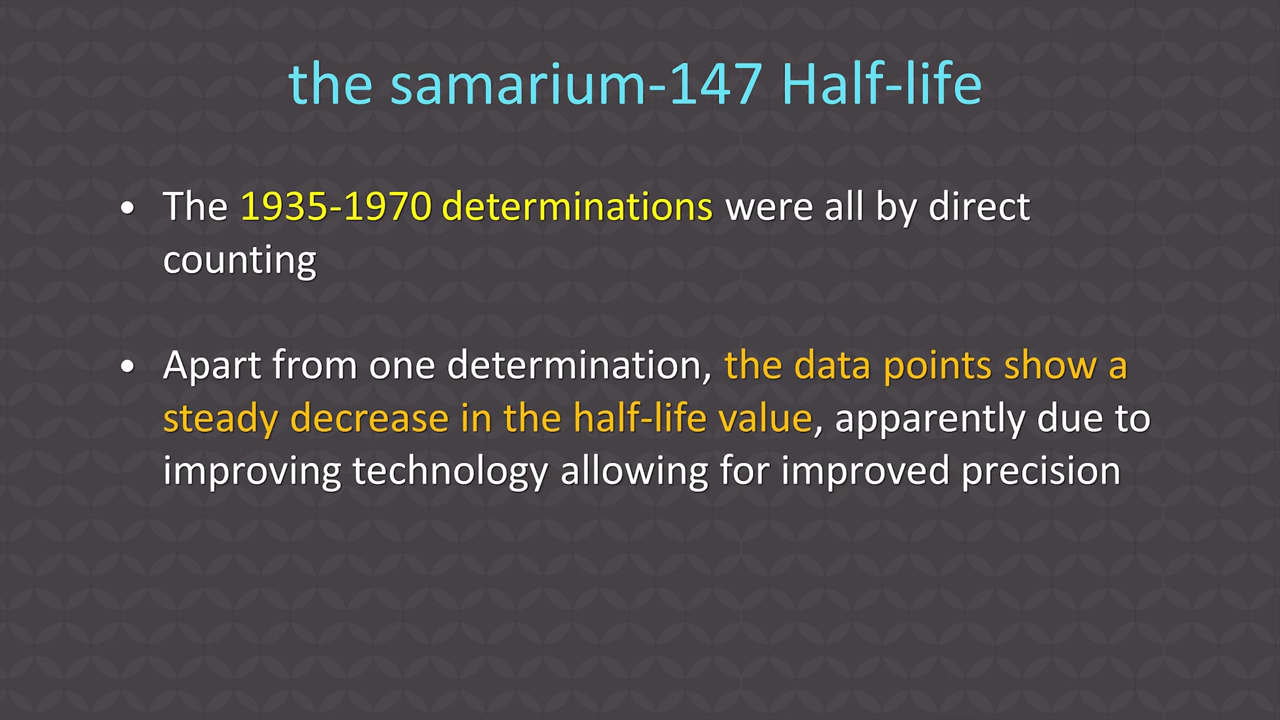 the samarium-147 Half-life
• The 1935-1970 determinations were all by direct
counting
• Apart from one determination, the data points show a
steady decrease in the half-life value, apparently due to
improving technology allowing for improved precision